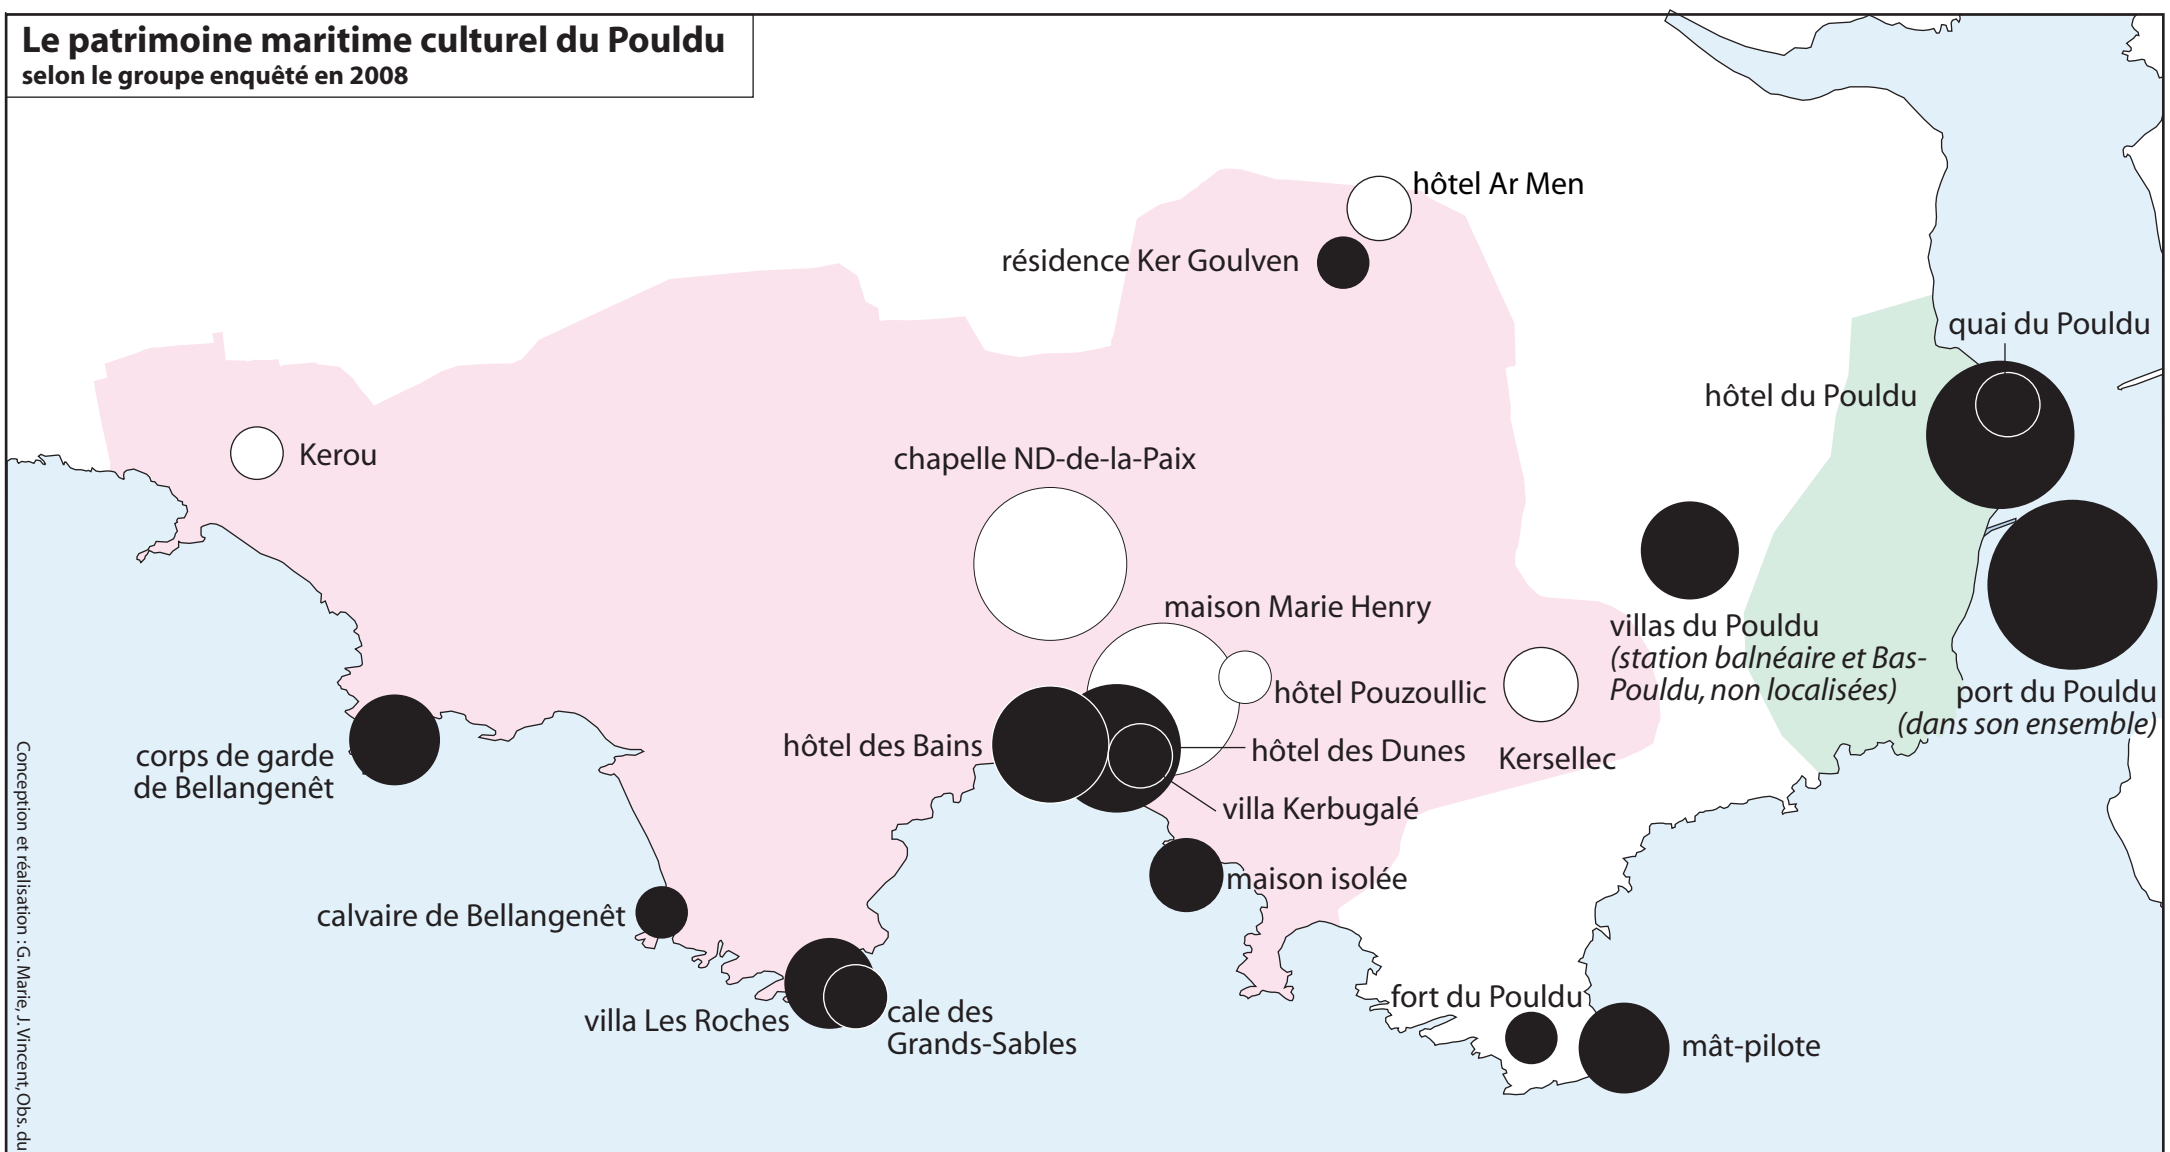 Le patrimoine maritime culturel du Pouldu
selon le groupe enquêté en 2008
hôtel Ar Men
résidence Ker Goulven
quai du Pouldu
hôtel du Pouldu
Kerou
chapelle ND-de-la-Paix
maison Marie Henry
villas du Pouldu
(station balnéaire et Bas-
Pouldu, non localisées)
hôtel Pouzoullic
port du Pouldu
(dans son ensemble)
hôtel des Bains
hôtel des Dunes
Kersellec
corps de garde
de Bellangenêt
villa Kerbugalé
maison isolée
calvaire de Bellangenêt
fort du Pouldu
villa Les Roches
cale des
Grands-Sables
mât-pilote
Conception et réalisation : G. Marie, J. Vincent, Obs. du